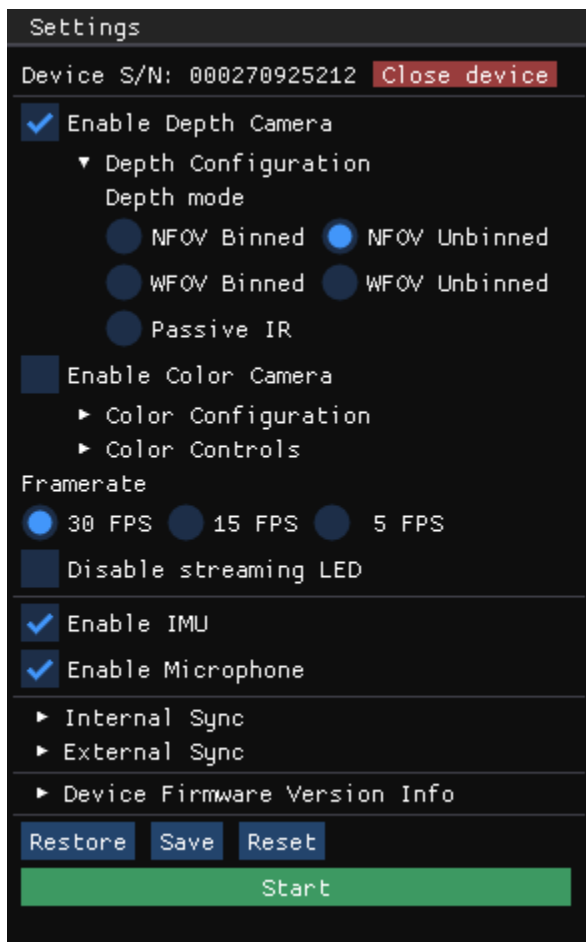 Settings
Device S/N: 000270925212 Close device
Enable Depth Camera
Depth Configuration
Depth mode
NFOV Binned NFOV Unbinned
WFOV Binned WFOV Unbinned
Passive IR
Enable Color Camera
Color Configuration
Color Controls
Framerate
30 FPS 15 FPS 5 FPS
Disable streaming LED
Enable IMU
Enable Microphone
Internal Sync
External Sync
Device Firmware Version Info
Restore Save Reset
Start